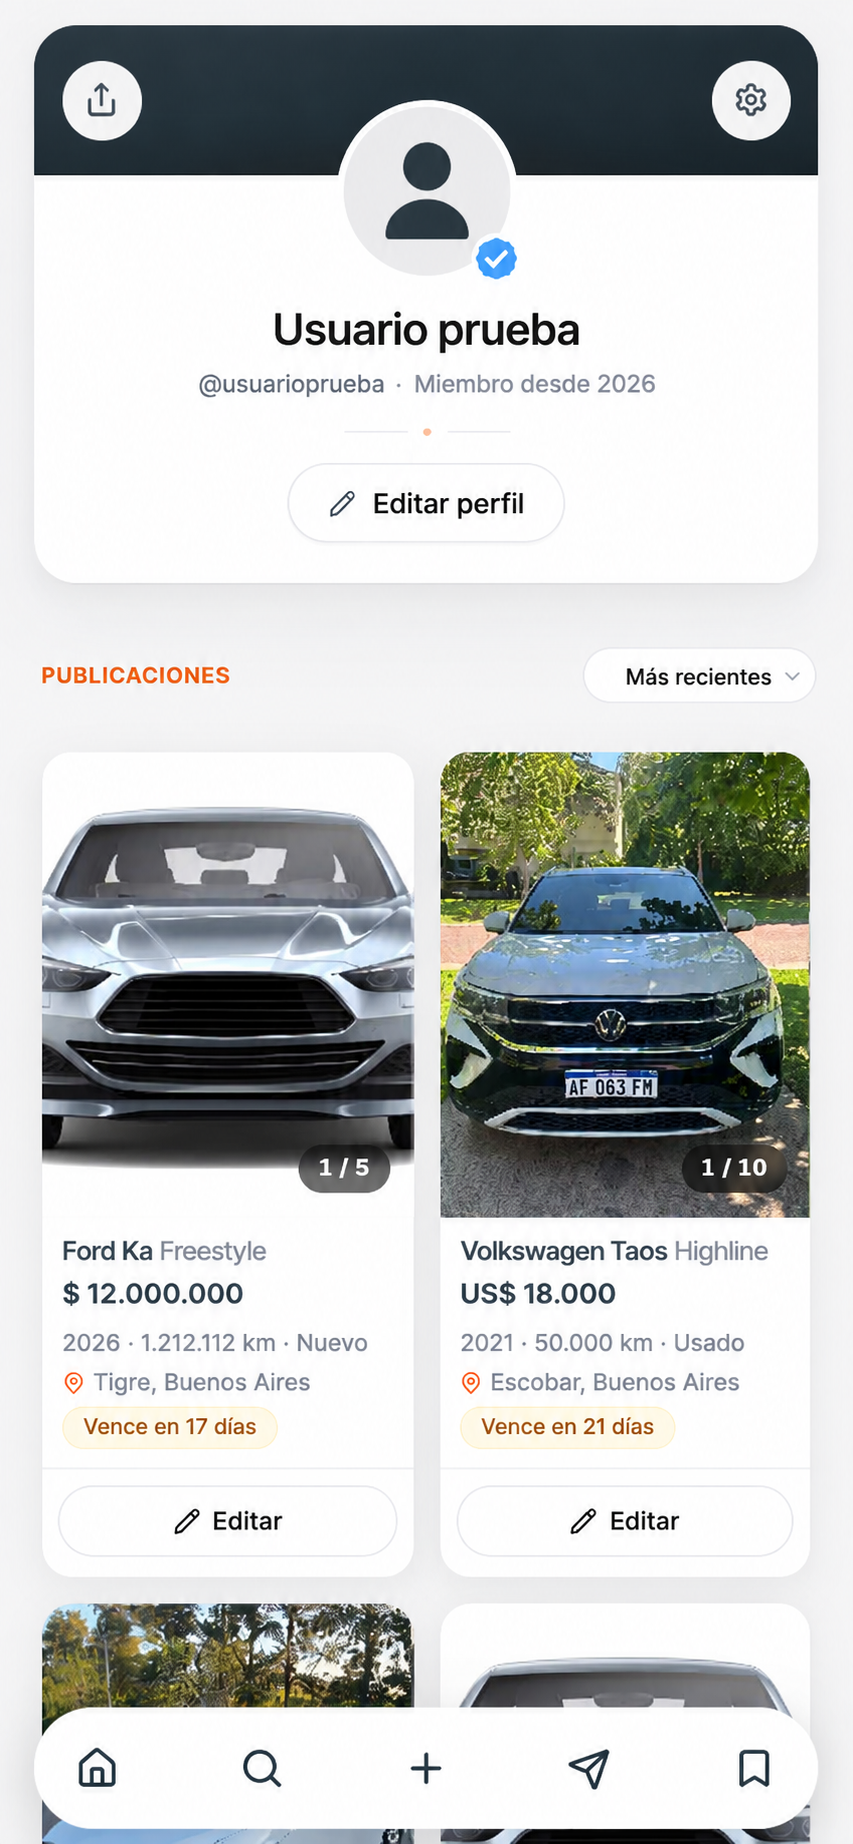 Usuario prueba
@usuarioprueba · Miembro desde 2026
Editar perfil
PUBLICACIONES
Más recientes
1 / 5
AF 063 FM
1 / 10
Ford Ka Freestyle
$ 12.000.000
2026 · 1.212.112 km · Nuevo
Tigre, Buenos Aires
Vence en 17 días
Editar
Volkswagen Taos Highline
US$ 18.000
2021 · 50.000 km · Usado
Escobar, Buenos Aires
Vence en 21 días
Editar